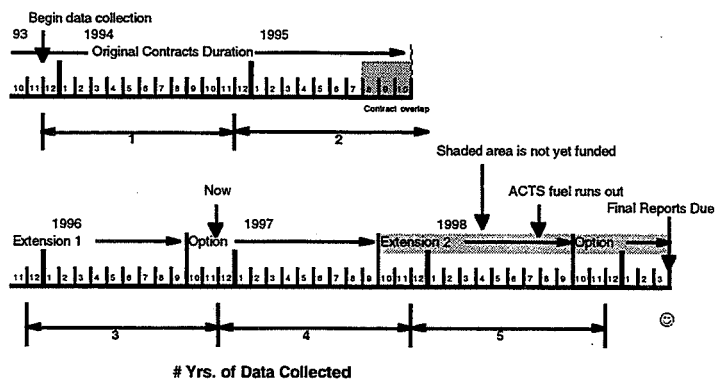 Begin data collection
93 1994 1995
Original Contracts Duration
10 11 12 1 2 3 4 5 6 7 8 9 10 11 12 1 2 3 4 5 6 7 8 9 10
Contract overlap
1 2
Shaded area is not yet funded
Now ACTS fuel runs out
Final Reports Due
1996 1997 1998
Extension 1 Option Extension 2 Option
11 12 1 2 3 4 5 6 7 8 9 10 11 12 1 2 3 4 5 6 7 8 9 10 11 12 1 2 3 4 5 6 7 8 9 10 11 12 1 2 3
3 4 5
# Yrs. of Data Collected